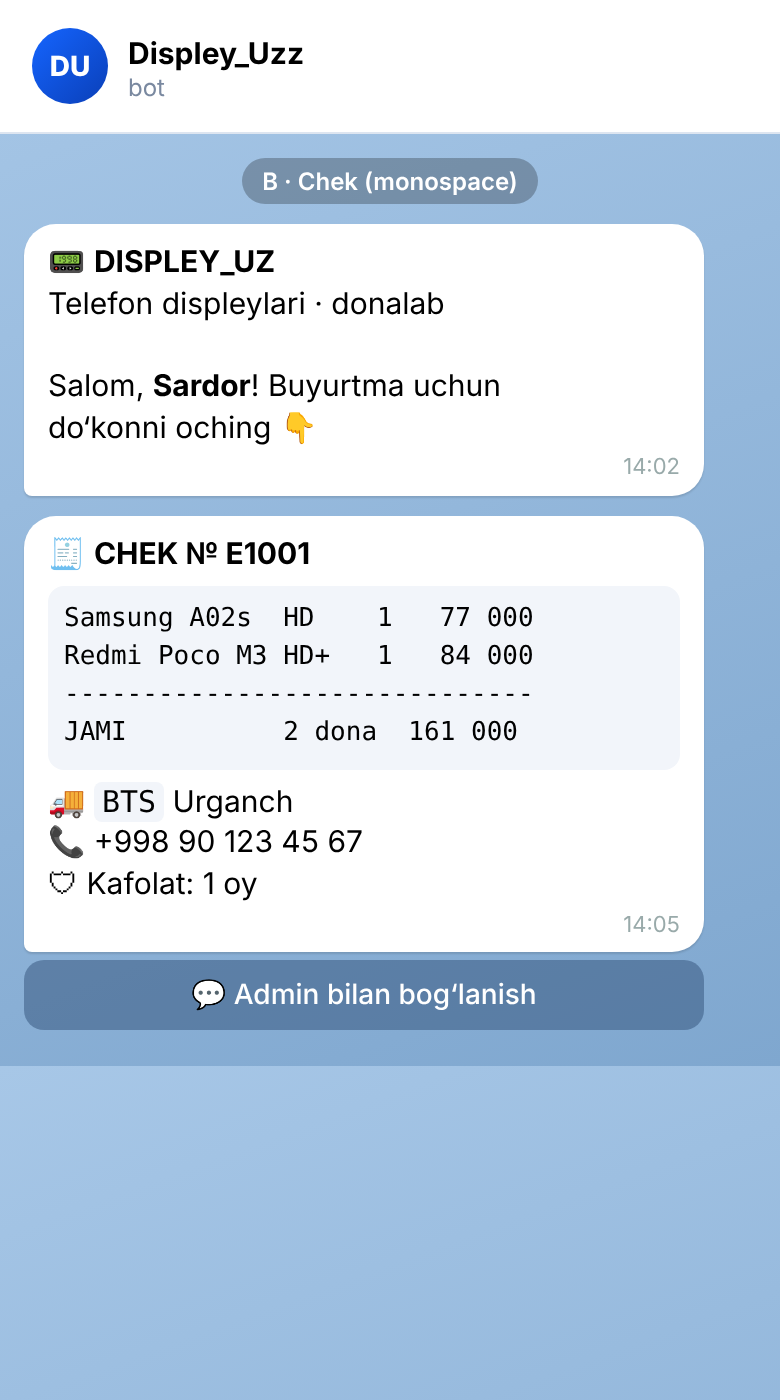 DU
Displey_Uzz
bot
B · Chek (monospace)
📟 DISPLEY_UZ
Telefon displeylari · donalab
Salom, Sardor! Buyurtma uchun
do‘konni oching 👇
14:02
🧾 CHEK № E1001
Samsung A02s  HD    1   77 000
Redmi Poco M3 HD+   1   84 000
------------------------------
JAMI          2 dona  161 000
🚚 BTS Urganch
📞 +998 90 123 45 67
🛡 Kafolat: 1 oy
14:05
💬 Admin bilan bog‘lanish